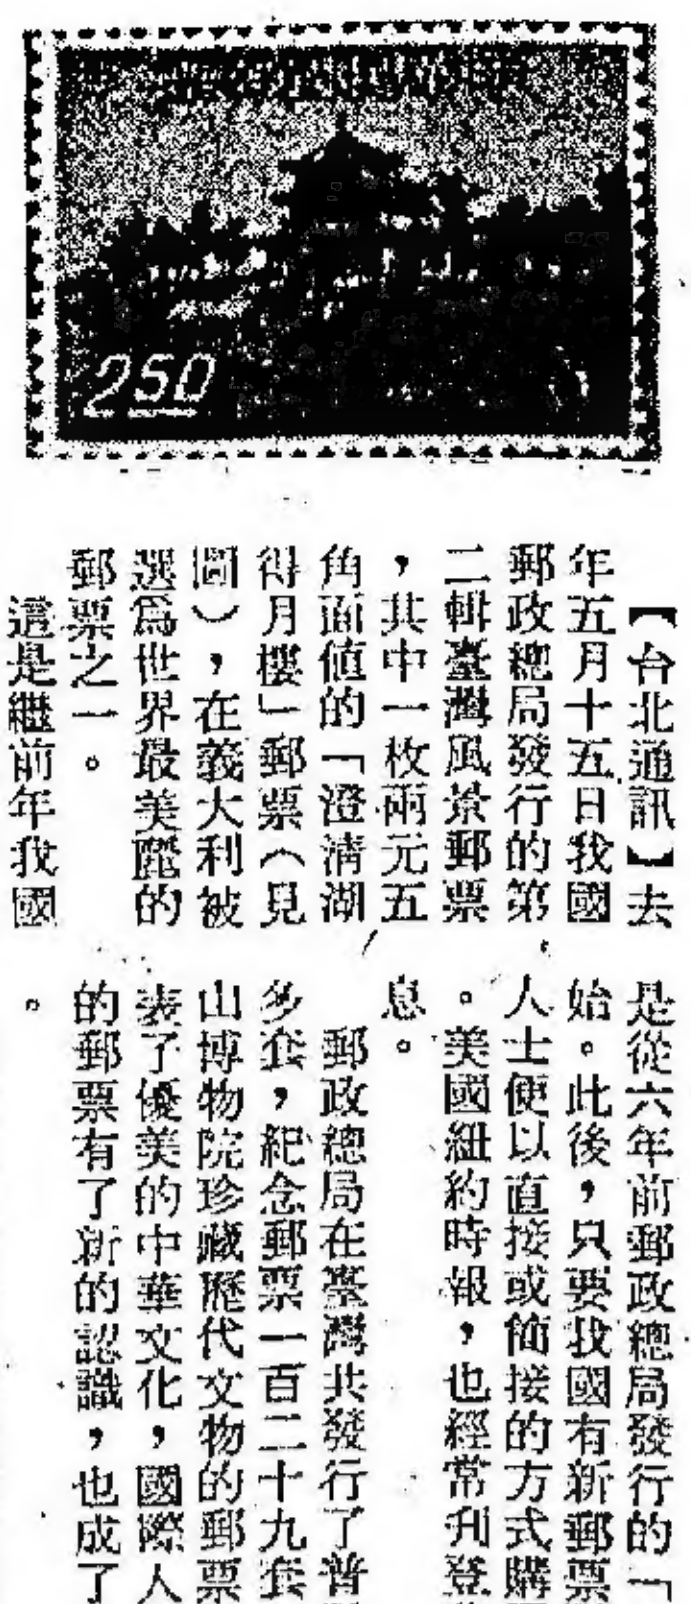 2.50
【台北通訊】去
年五月十五日我國
郵政總局發行的第
二輯臺灣風景郵票
，其中一枚兩元五
角面値的「澄清湖
得月樓」郵票（見
圖），在義大利被
選爲世界最美麗的
郵票之一。
這是繼前年我國
是從六年前郵政總局發行的「
始。此後，只要我國有新郵票
人士便以直接或簡接的方式購
。美國紐約時報，也經常刋登
息。
郵政總局在臺灣共發行了普
多套，紀念郵票一百二十九套
山博物院珍藏歷代文物的郵票
表了優美的中華文化，國際人
的郵票有了新的認識，也成了
。